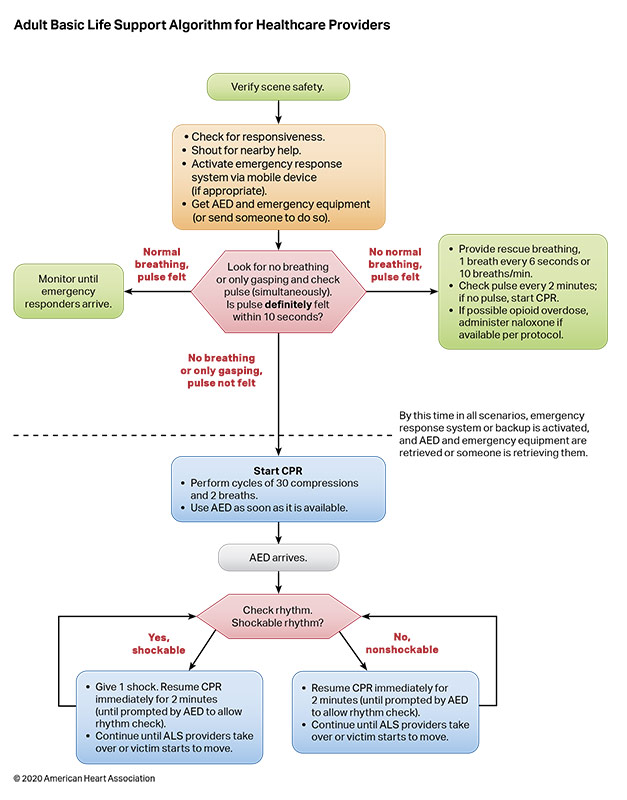 Adult Basic Life Support Algorithm for Healthcare Providers
Verify scene safety.
• Check for responsiveness.
• Shout for nearby help.
• Activate emergency response
system via mobile device
(if appropriate).
• Get AED and emergency equipment
(or send someone to do so).
Normal
breathing,
pulse felt
Look for no breathing
or only gasping and check
pulse (simultaneously).
Is pulse definitely felt
within 10 seconds?
No normal
breathing,
pulse felt
Monitor until
emergency
responders arrive.
• Provide rescue breathing,
1 breath every 6 seconds or
10 breaths/min.
• Check pulse every 2 minutes;
if no pulse, start CPR.
• If possible opioid overdose,
administer naloxone if
available per protocol.
No breathing
or only gasping,
pulse not felt
By this time in all scenarios, emergency
response system or backup is activated,
and AED and emergency equipment are
retrieved or someone is retrieving them.
Start CPR
• Perform cycles of 30 compressions
and 2 breaths.
• Use AED as soon as it is available.
AED arrives.
Check rhythm.
Shockable rhythm?
Yes,
shockable
No,
nonshockable
• Give 1 shock. Resume CPR
immediately for 2 minutes
(until prompted by AED to allow
rhythm check).
• Continue until ALS providers take
over or victim starts to move.
• Resume CPR immediately for
2 minutes (until prompted by AED
to allow rhythm check).
• Continue until ALS providers take
over or victim starts to move.
© 2020 American Heart Association